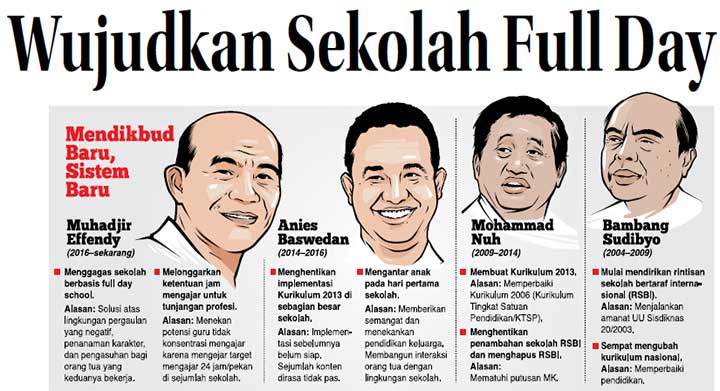 Wujudkan Sekolah Full Day
Mendikbud
Baru,
Sistem
Baru
Muhadjir
Effendy
(2016–sekarang)
Menggagas sekolah
berbasis full day
school.
Alasan: Solusi atas
lingkungan pergaulan
yang negatif,
penanaman karakter,
dan pengasuhan bagi
orang tua yang
keduanya bekerja.
Melonggarkan
ketentuan jam
mengajar untuk
tunjangan profesi.
Alasan: Menekan
potensi guru tidak
konsentrasi mengajar
karena mengejar target
mengajar 24 jam/pekan
di sejumlah sekolah.
Anies
Baswedan
(2014–2016)
Menghentikan
implementasi
Kurikulum 2013 di
sebagian besar
sekolah.
Alasan: Implemen-
tasi sebelumnya
belum siap.
Sejumlah konten
dirasa tidak pas.
Mengantar anak
pada hari pertama
sekolah.
Alasan: Memberikan
semangat dan
menekankan
pendidikan keluarga.
Membangun interaksi
orang tua dengan
lingkungan sekolah.
Mohammad
Nuh
(2009–2014)
Membuat Kurikulum 2013.
Alasan: Memperbaiki
Kurikulum 2006 (Kurikulum
Tingkat Satuan
Pendidikan/KTSP).
Menghentikan
penambahan sekolah RSBI
dan menghapus RSBI.
Alasan:
Mematuhi putusan MK.
Bambang
Sudibyo
(2004–2009)
Mulai mendirikan rintisan
sekolah bertaraf interna-
sional (RSBI).
Alasan: Menjalankan
amanat UU Sisdiknas
20/2003.
Sempat mengubah
kurikulum nasional.
Alasan: Memperbaiki
pendidikan.